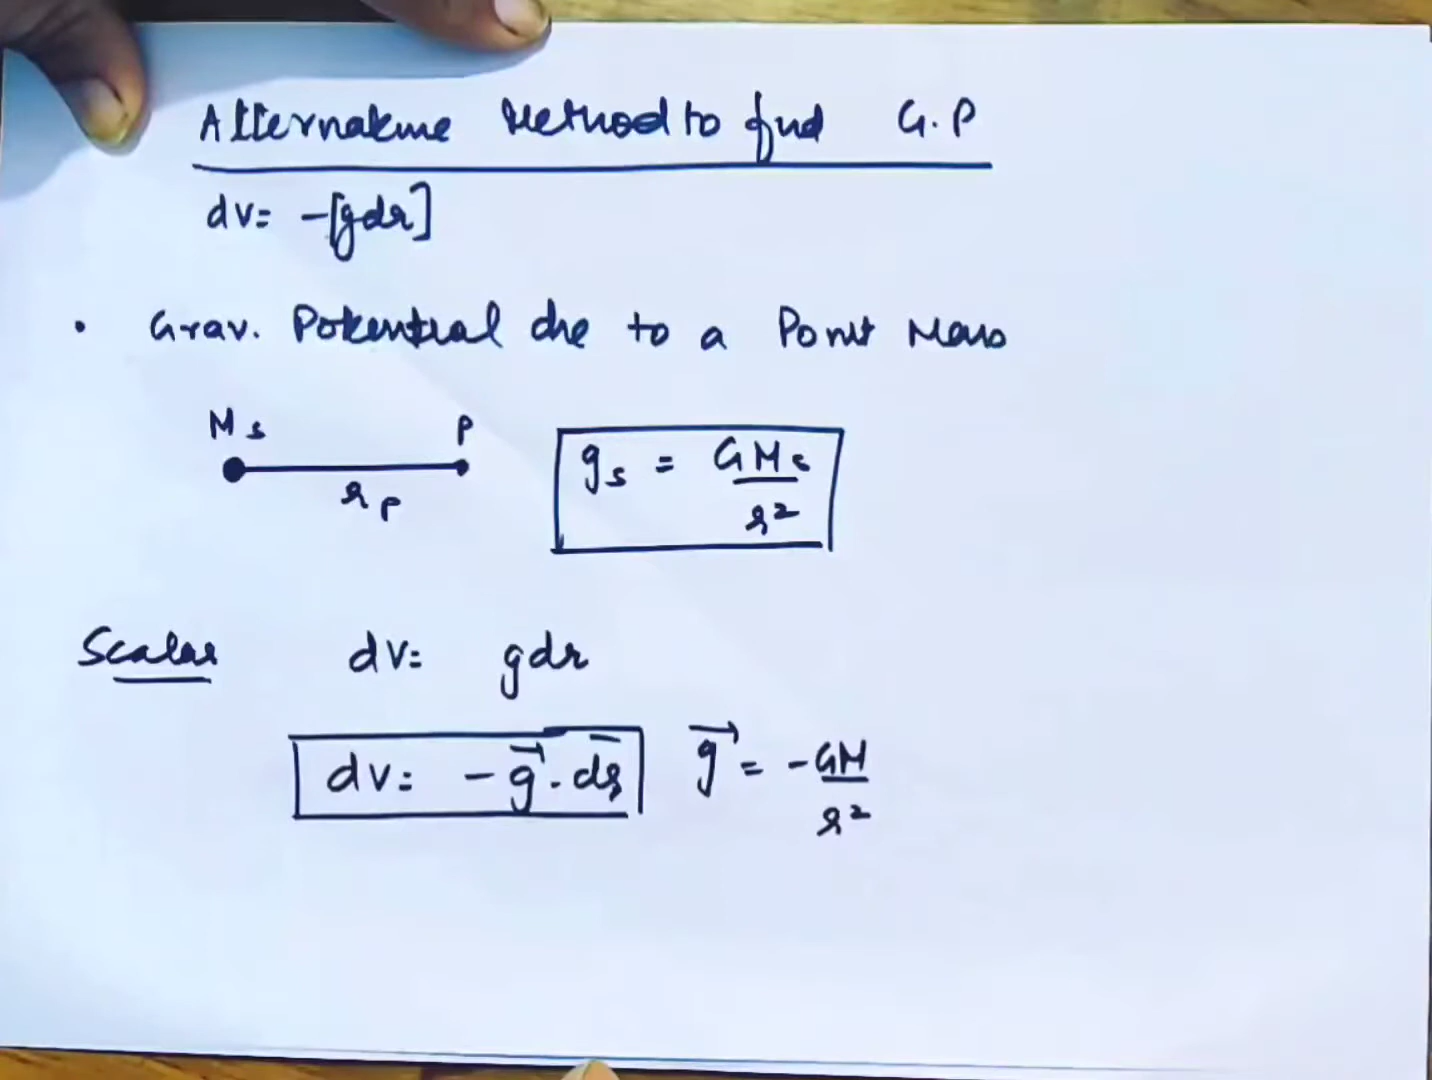 Alternative Method to find G.P
dv= -[gdr]
• Grav. Potential due to a Point Mass
Ms P
rp
gs = GMs/r²
Scalar dv= gdr
dv= -g⃗.dr⃗ g⃗ = -GM/r²